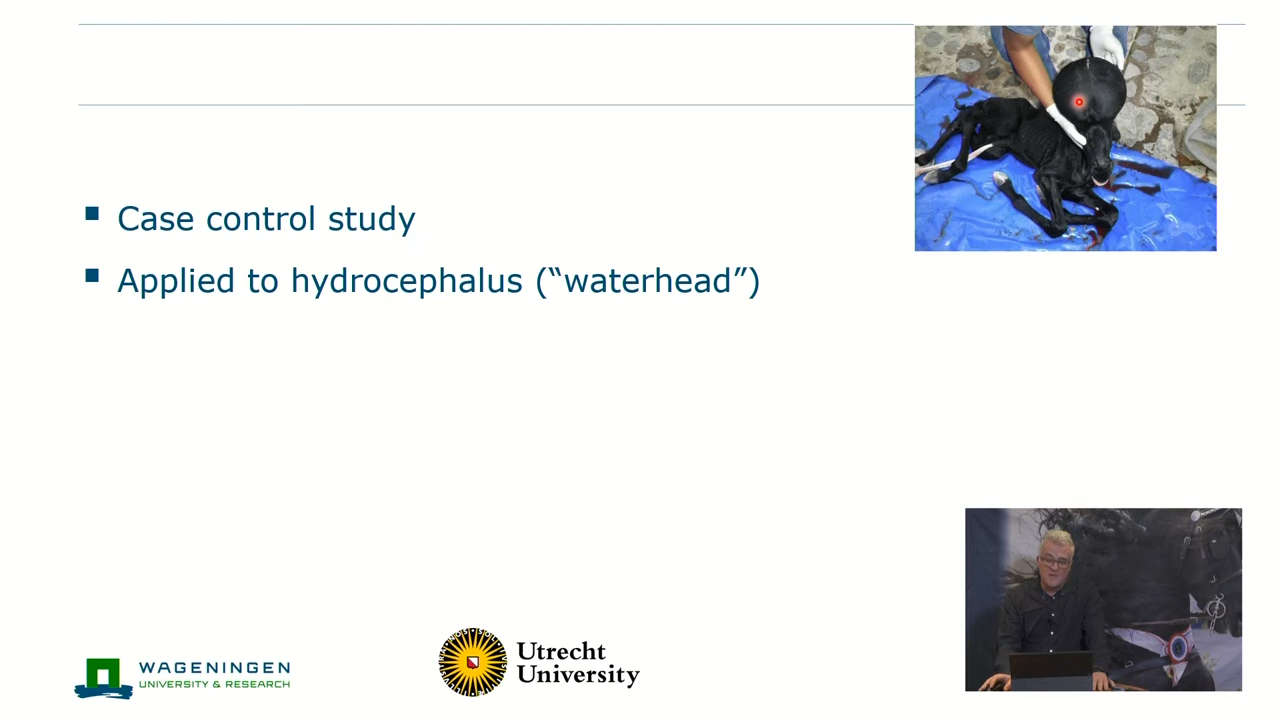 Case control study
Applied to hydrocephalus (“waterhead”)
WAGENINGEN
UNIVERSITY & RESEARCH
Utrecht
University